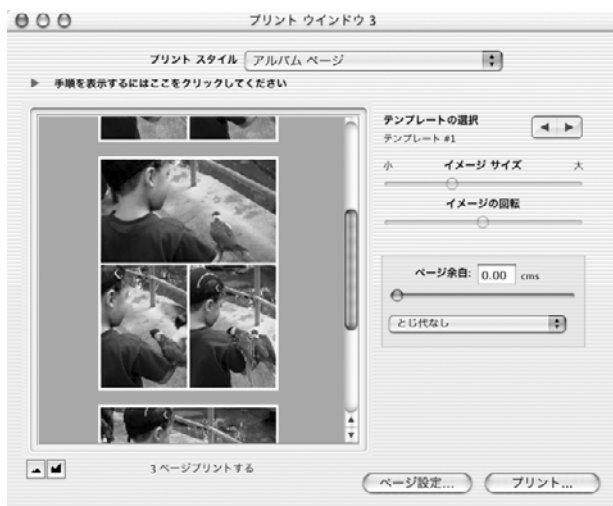 プリント ウインドウ 3
プリント スタイル アルバム ページ
手順を表示するにはここをクリックしてください
テンプレートの選択
テンプレート #1
小 イメージ サイズ 大
イメージの回転
ページ余白: 0.00 cms
とじ代なし
3 ページプリントする
ページ設定... プリント...